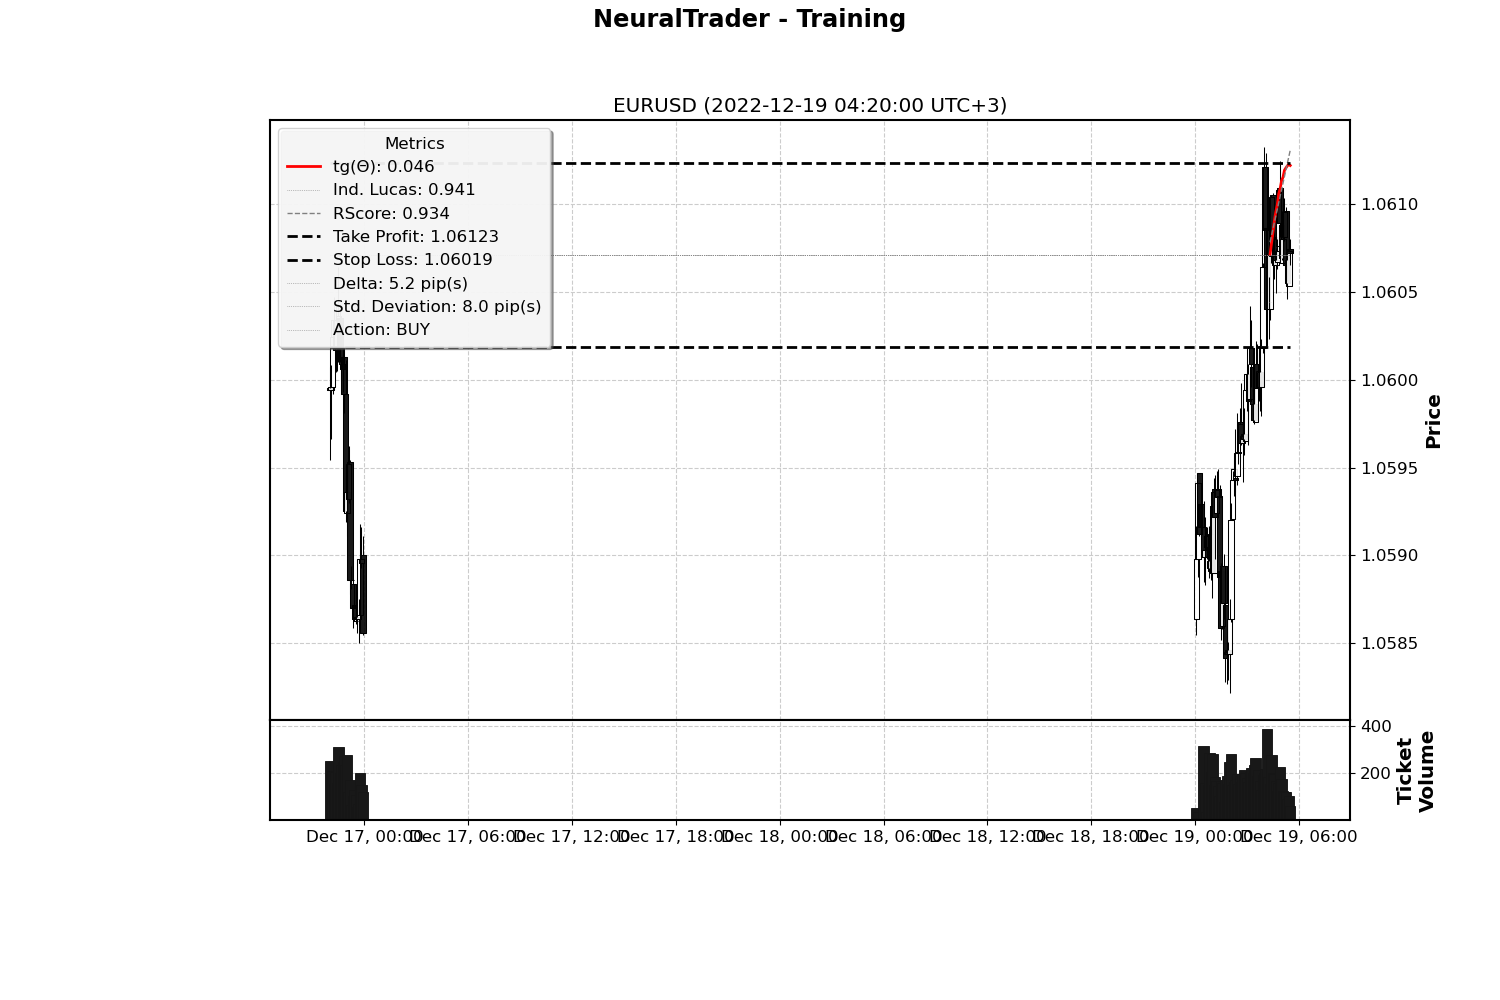 NeuralTrader - Training
EURUSD (2022-12-19 04:20:00 UTC+3)
Metrics
tg(Θ): 0.046
Ind. Lucas: 0.941
RScore: 0.934
Take Profit: 1.06123
Stop Loss: 1.06019
Delta: 5.2 pip(s)
Std. Deviation: 8.0 pip(s)
Action: BUY
1.0610
1.0605
1.0600
1.0595
1.0590
1.0585
Price
400
200
Ticket
Volume
Dec 17, 00:00
Dec 17, 06:00
Dec 17, 12:00
Dec 17, 18:00
Dec 18, 00:00
Dec 18, 06:00
Dec 18, 12:00
Dec 18, 18:00
Dec 19, 00:00
Dec 19, 06:00